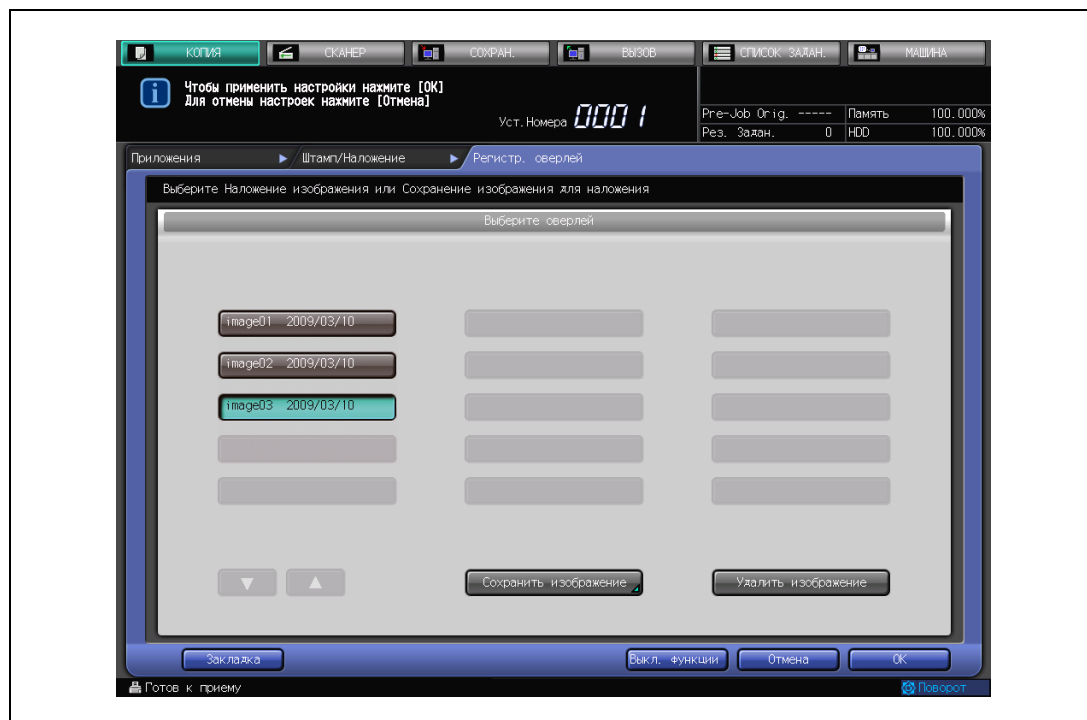 КОПИЯ СКАНЕР СОХРАН. ВЫЗОВ СПИСОК ЗАДАН. МАШИНА
Чтобы применить настройки нажмите [OK]
Для отмены настроек нажмите [Отмена]
Уст.Номера 0001
Pre-Job Orig. ----- Память 100.000%
Рез. Задан. 0 HDD 100.000%
Приложения Штамп/Наложение Регистр. оверлей
Выберите Наложение изображения или Сохранение изображения для наложения
Выберите оверлей
image01 2009/03/10
image02 2009/03/10
image03 2009/03/10
Сохранить изображение Удалить изображение
Закладка Выкл. функции Отмена OK
Готов к приему Поворот